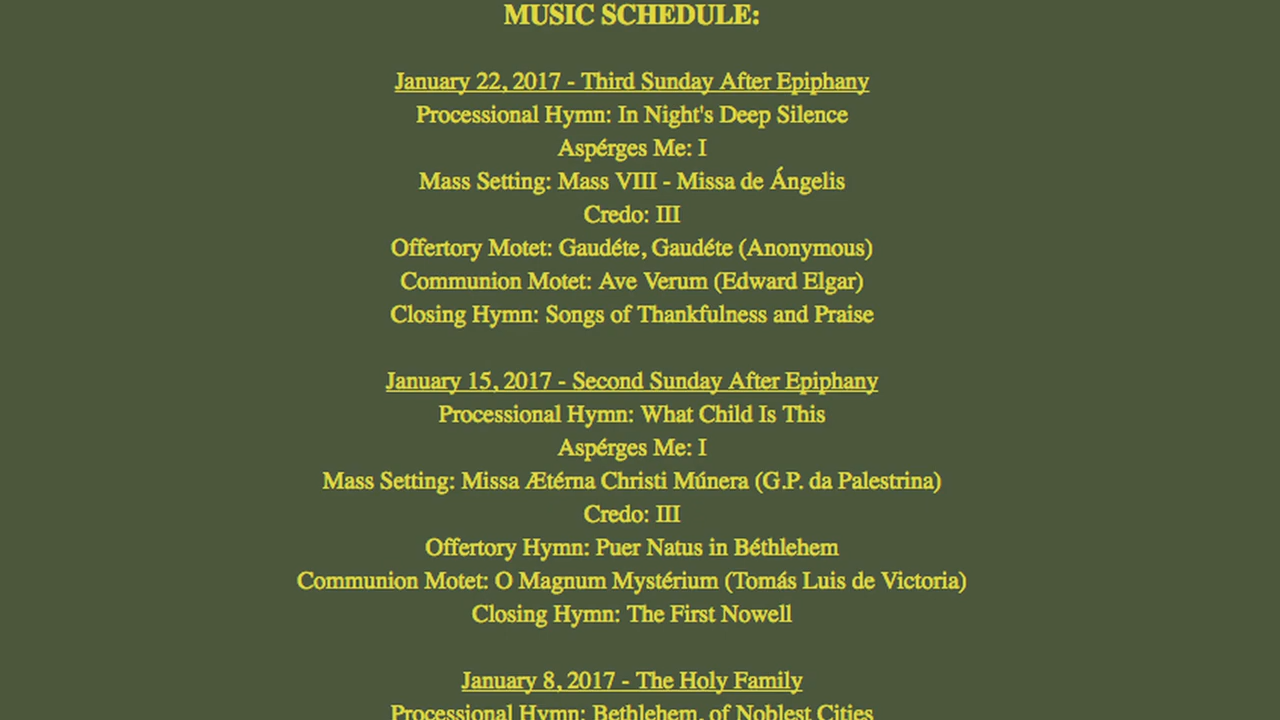 MUSIC SCHEDULE:
January 22, 2017 - Third Sunday After Epiphany
Processional Hymn: In Night's Deep Silence
Aspérges Me: I
Mass Setting: Mass VIII - Missa de Ángelis
Credo: III
Offertory Motet: Gaudéte, Gaudéte (Anonymous)
Communion Motet: Ave Verum (Edward Elgar)
Closing Hymn: Songs of Thankfulness and Praise
January 15, 2017 - Second Sunday After Epiphany
Processional Hymn: What Child Is This
Aspérges Me: I
Mass Setting: Missa Ætérna Christi Múnera (G.P. da Palestrina)
Credo: III
Offertory Hymn: Puer Natus in Béthlehem
Communion Motet: O Magnum Mystérium (Tomás Luis de Victoria)
Closing Hymn: The First Nowell
January 8, 2017 - The Holy Family
Processional Hymn: Bethlehem, of Noblest Cities